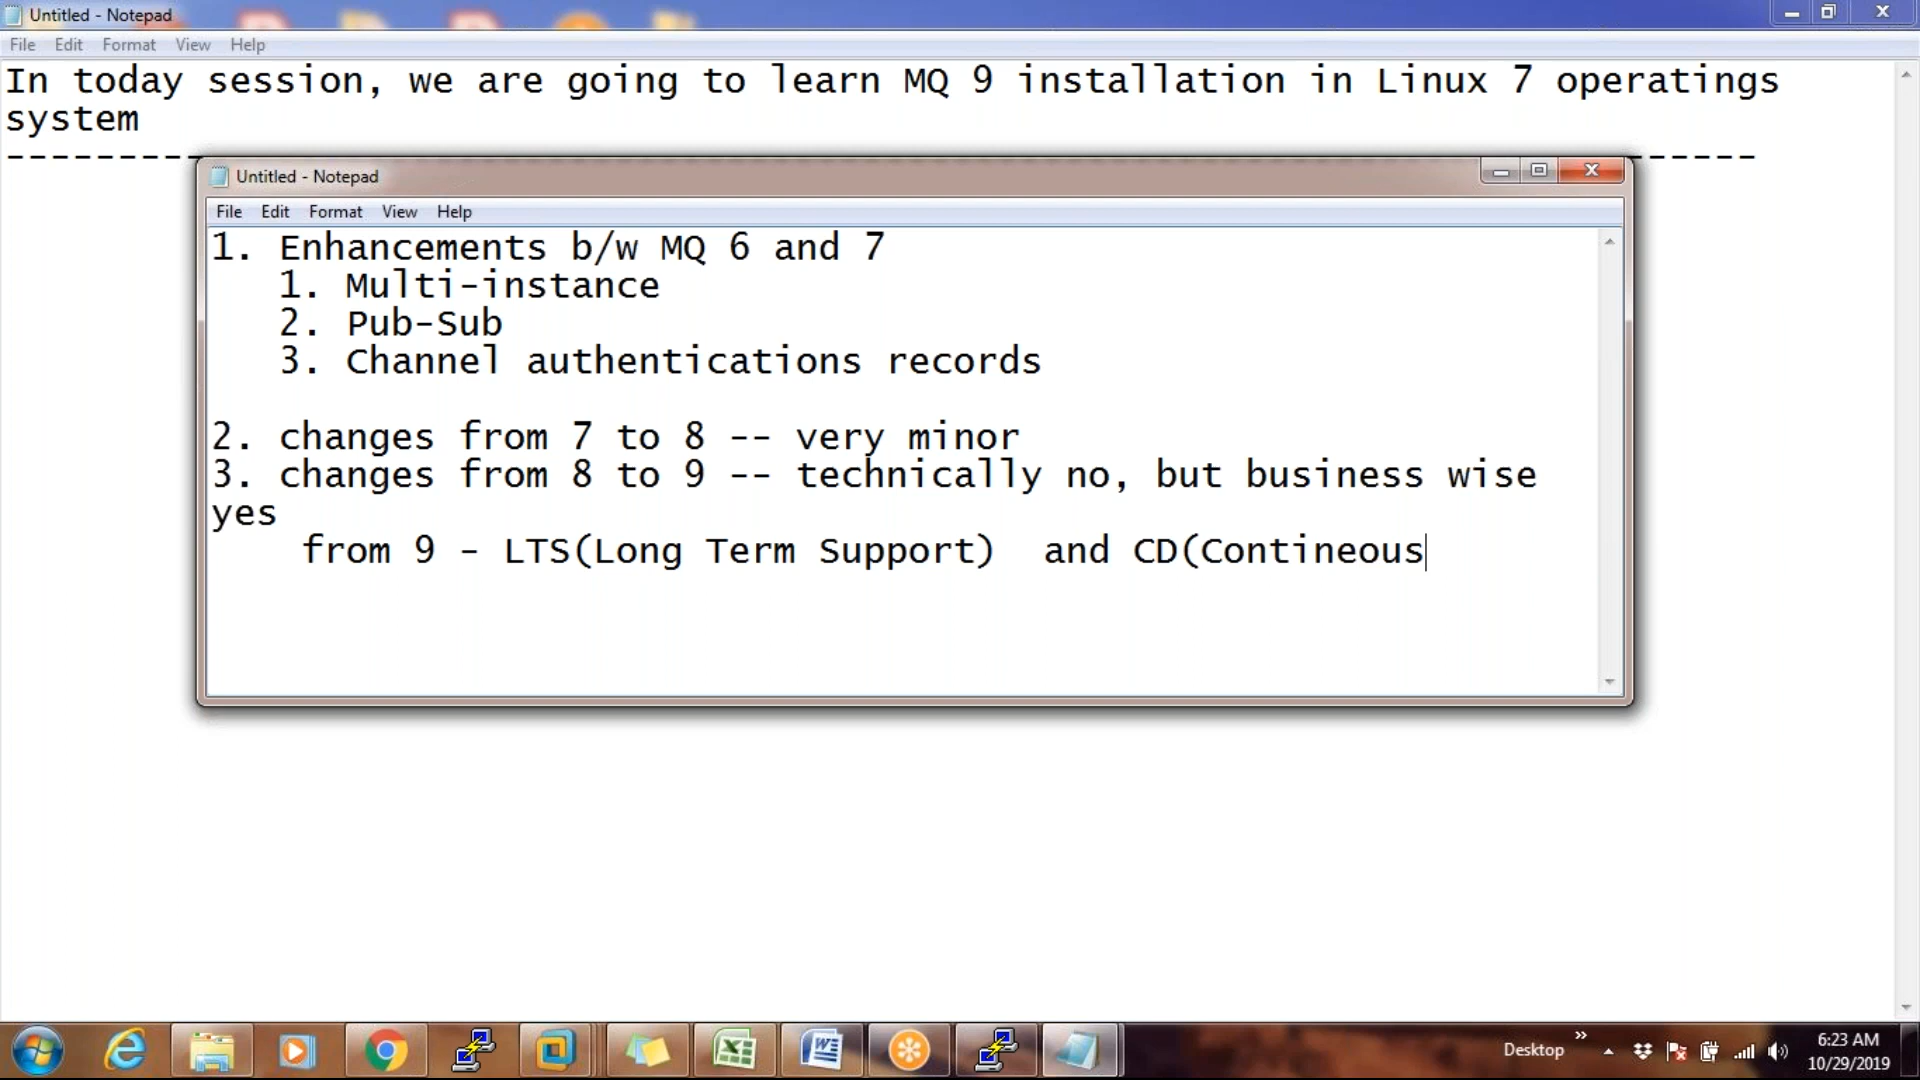 Untitled - Notepad
File Edit Format View Help
In today session, we are going to learn MQ 9 installation in Linux 7 operatings
system
Untitled - Notepad
File Edit Format View Help
1. Enhancements b/w MQ 6 and 7
1. Multi-instance
2. Pub-Sub
3. Channel authentications records
2. changes from 7 to 8 -- very minor
3. changes from 8 to 9 -- technically no, but business wise
yes
from 9 - LTS(Long Term Support) and CD(Contineous
Desktop
6:23 AM
10/29/2019